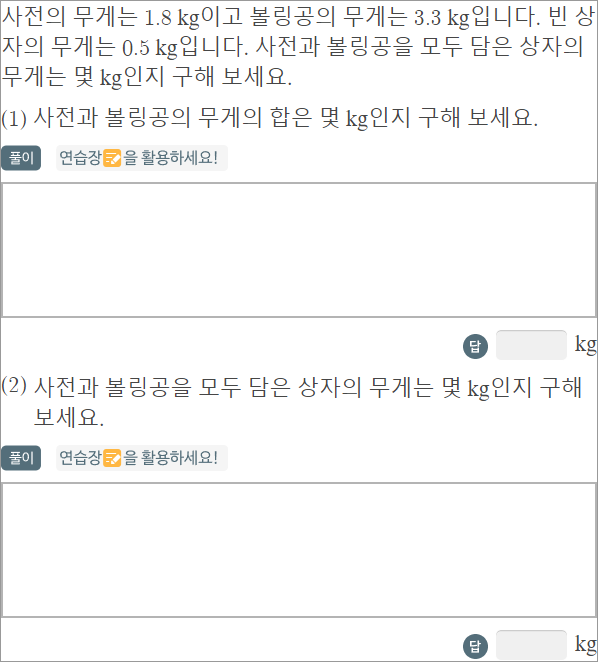 사전의 무게는 1.8 kg이고 볼링공의 무게는 3.3 kg입니다. 빈 상
자의 무게는 0.5 kg입니다. 사전과 볼링공을 모두 담은 상자의
무게는 몇 kg인지 구해 보세요.
(1) 사전과 볼링공의 무게의 합은 몇 kg인지 구해 보세요.
풀이 연습장을 활용하세요!
답 kg
(2) 사전과 볼링공을 모두 담은 상자의 무게는 몇 kg인지 구해
보세요.
풀이 연습장을 활용하세요!
답 kg